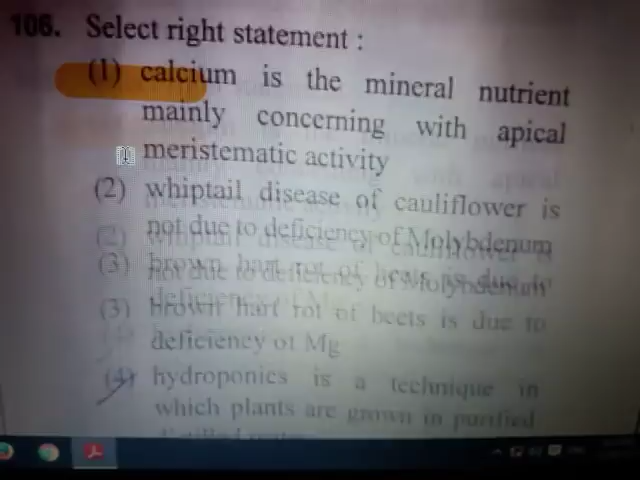 106. Select right statement :
(1) calcium is the mineral nutrient
mainly concerning with apical
meristematic activity
(2) whiptail disease of cauliflower is
not due to deficiency of Molybdenum
(3) brown hart rot of beets is due to
deficiency of Mg
(4) hydroponics is a technique in
which plants are grown in purified